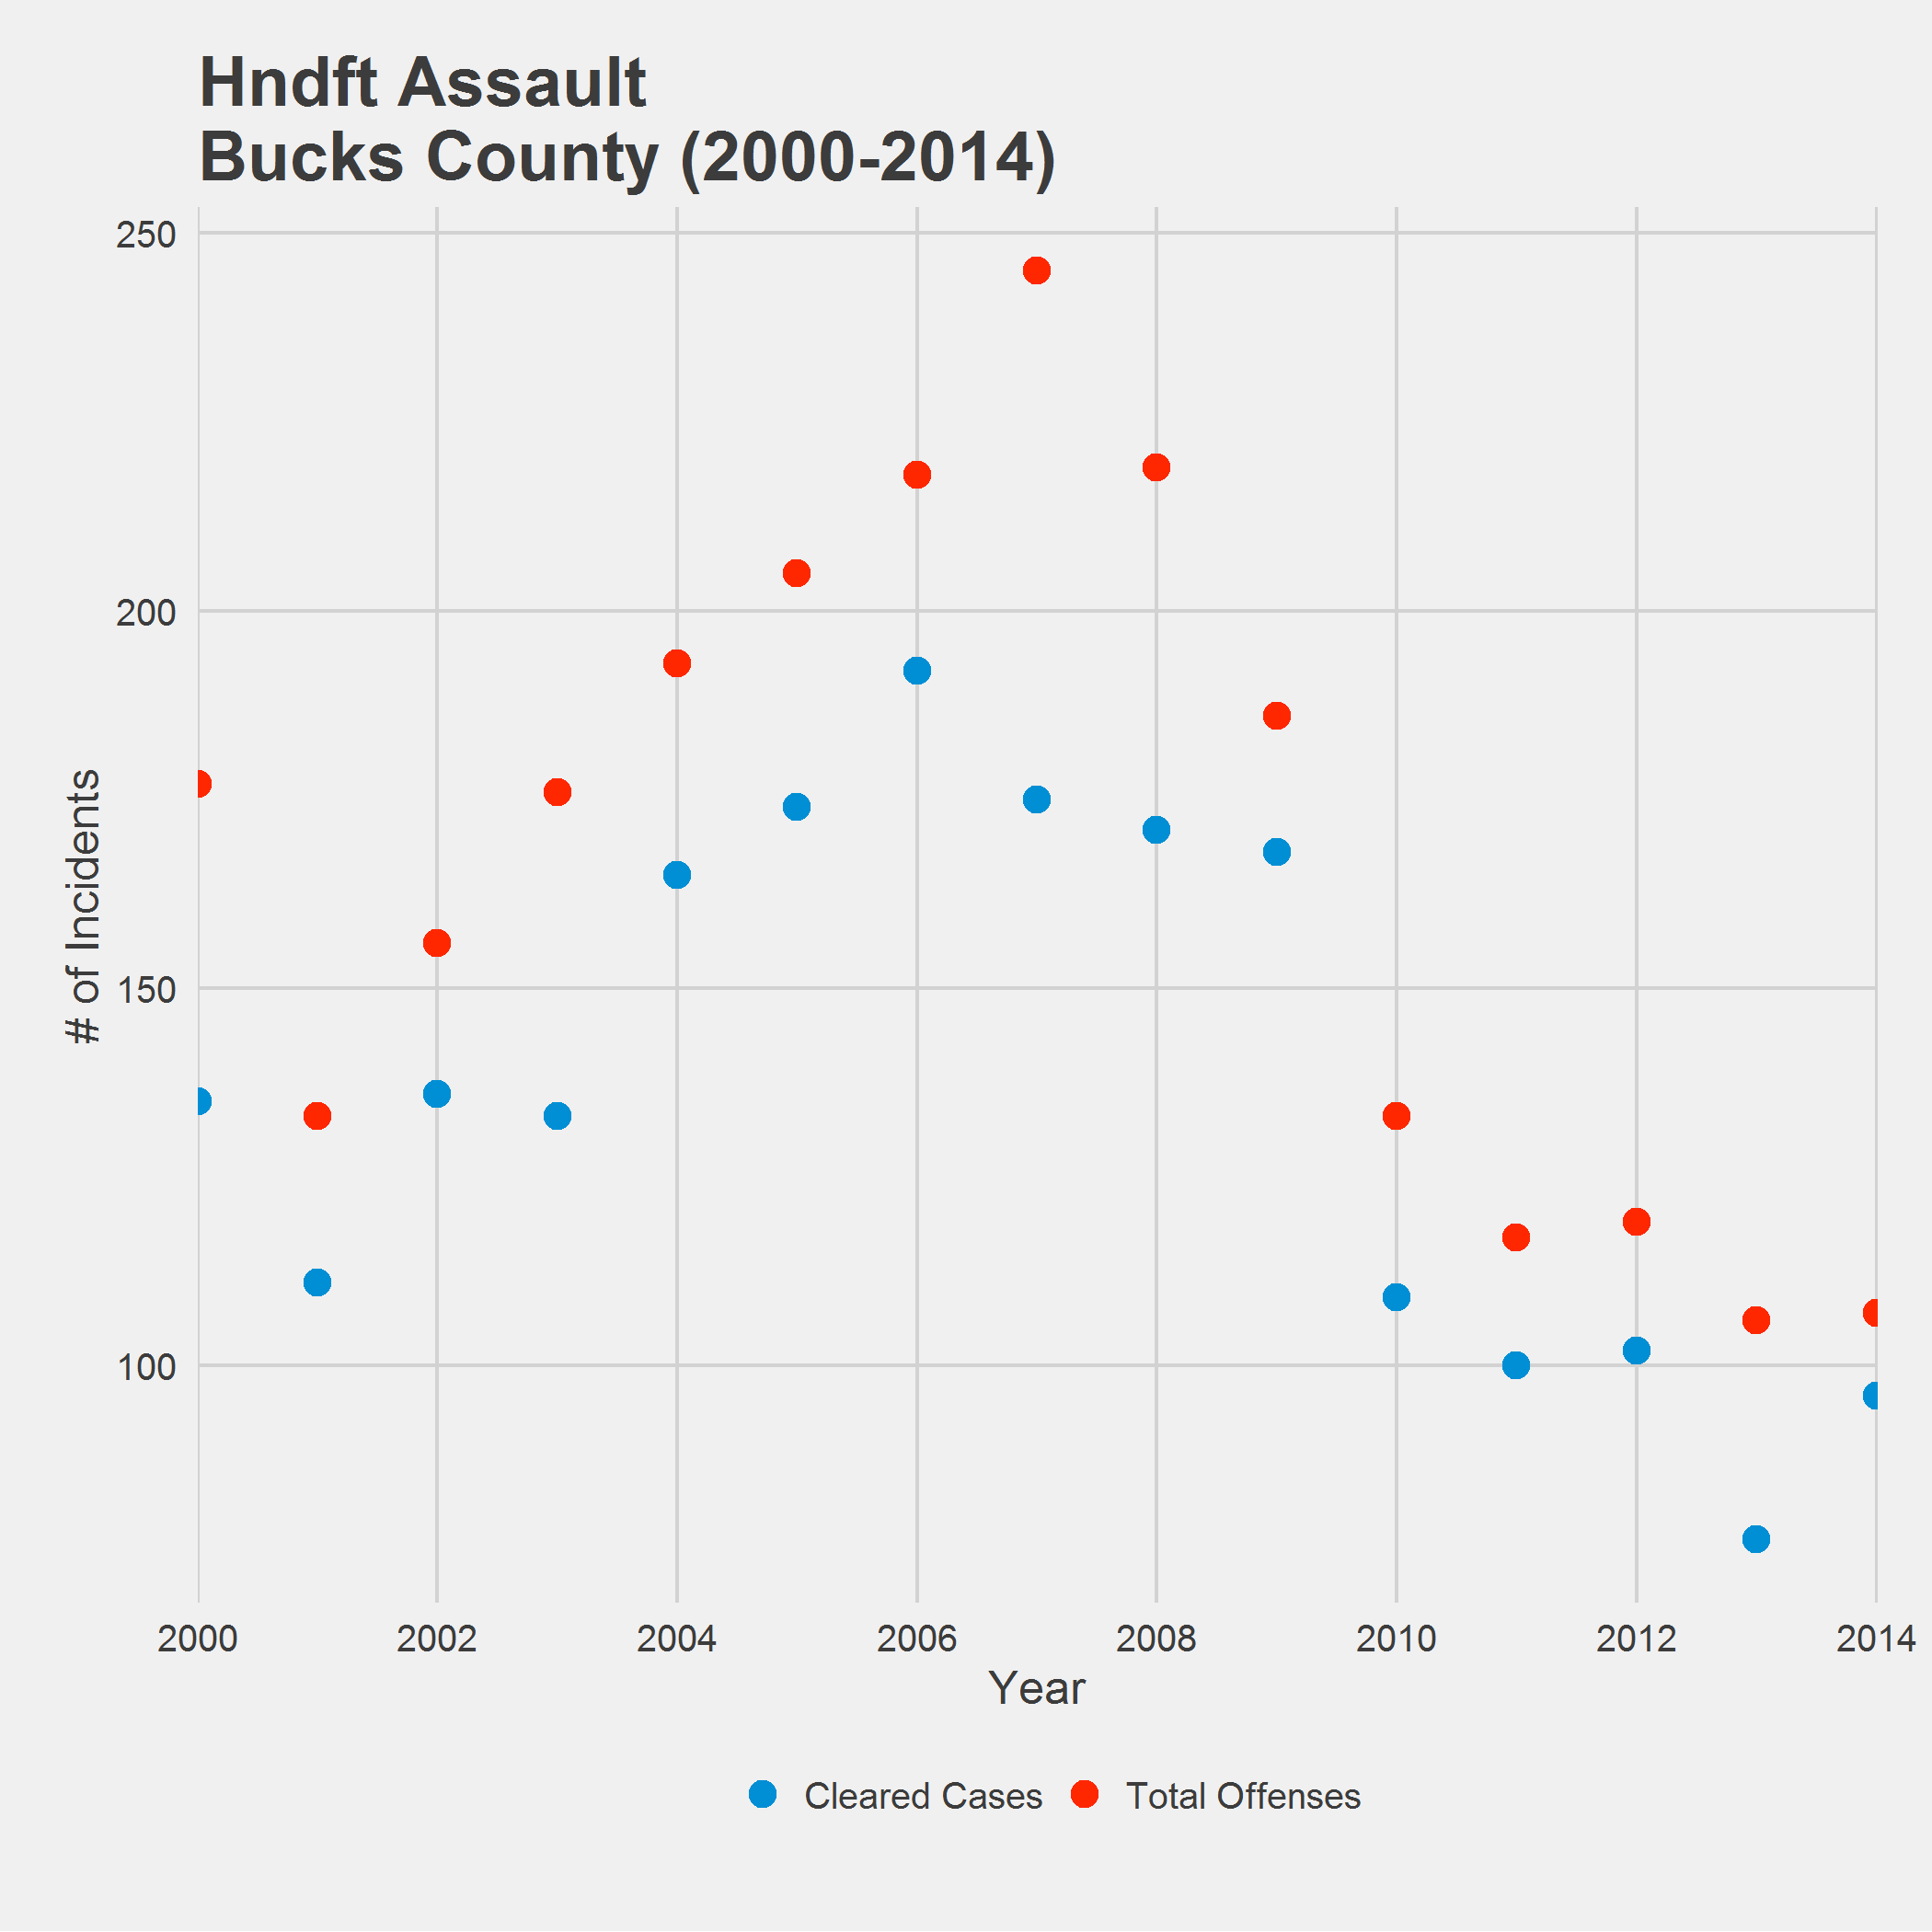 Hndft Assault
Bucks County (2000-2014)
250
200
150
100
# of Incidents
2000 2002 2004 2006 2008 2010 2012 2014
Year
Cleared Cases Total Offenses